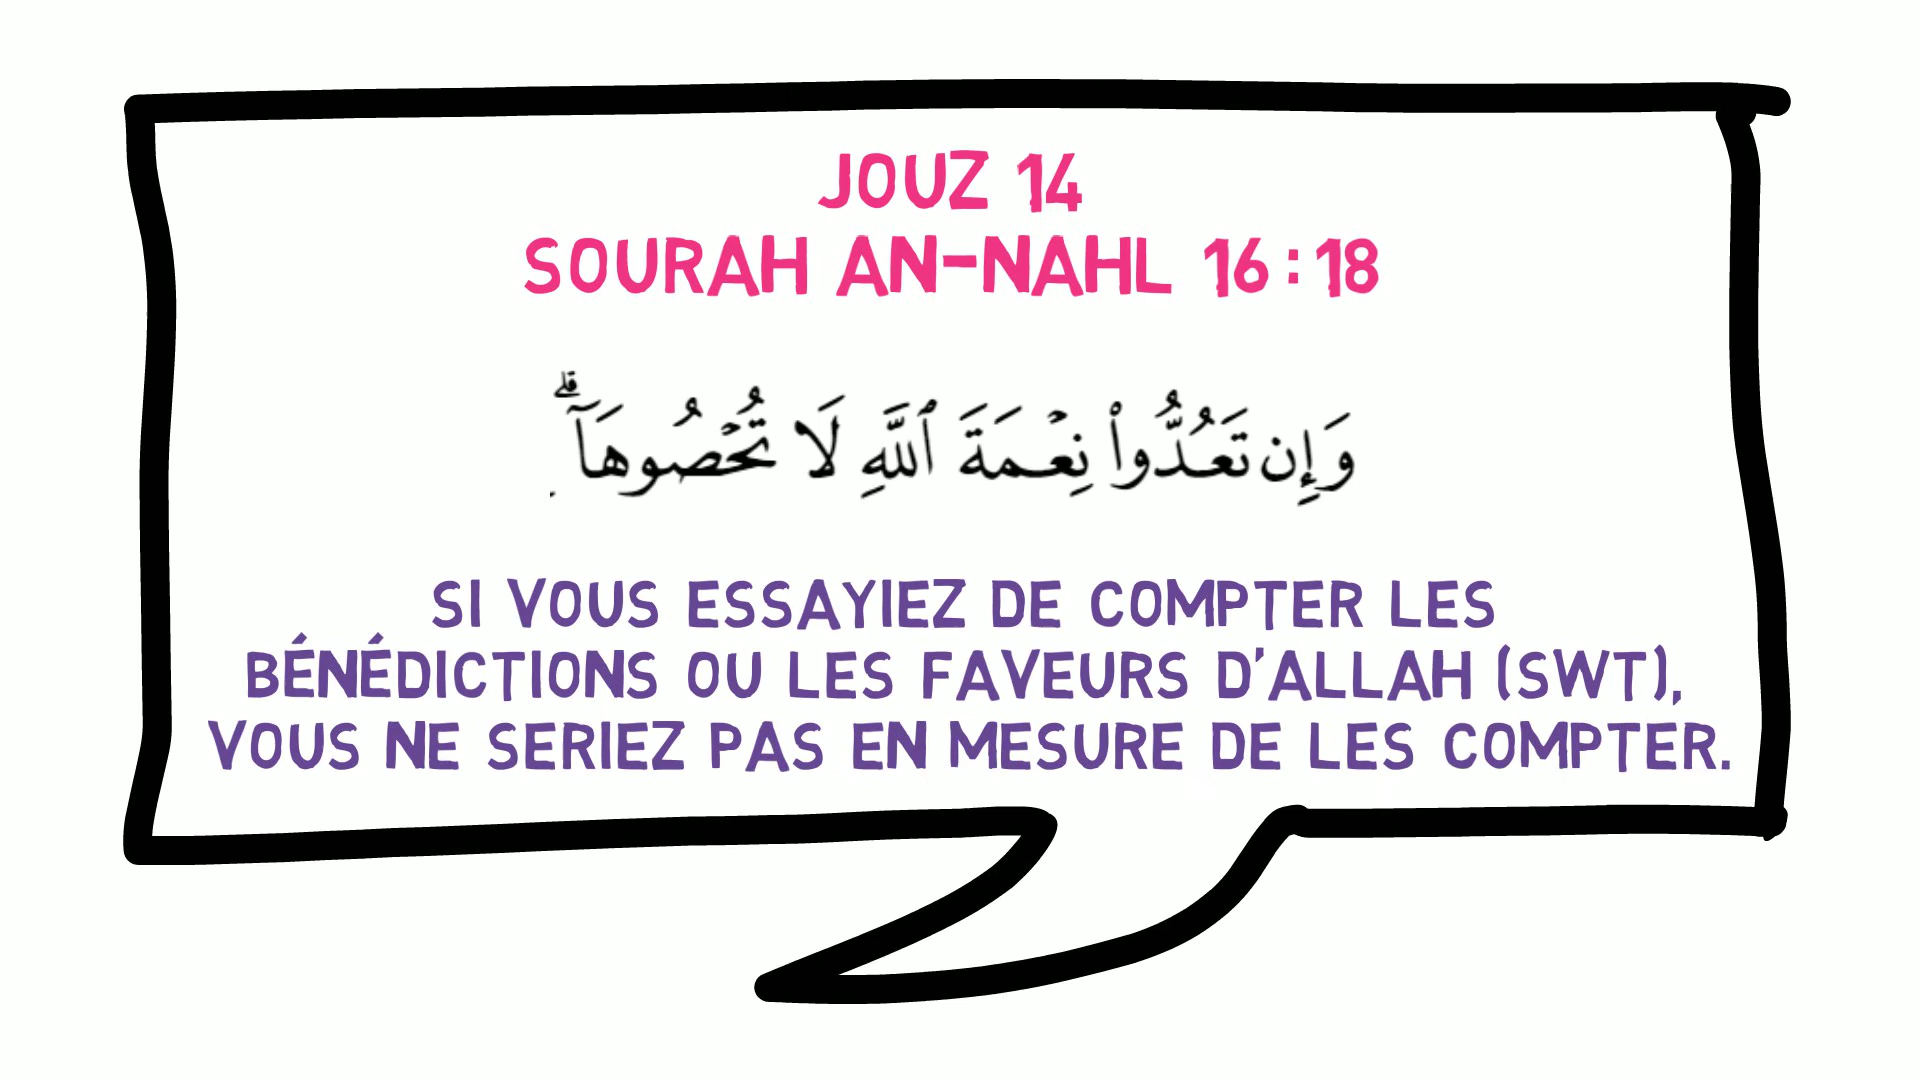 JOUZ 14
SOURAH AN-NAHL 16:18
وَإِن تَعُدُّوا۟ نِعْمَةَ ٱللَّهِ لَا تُحْصُوهَآ ۗ
SI VOUS ESSAYIEZ DE COMPTER LES
BÉNÉDICTIONS OU LES FAVEURS D'ALLAH (SWT),
VOUS NE SERIEZ PAS EN MESURE DE LES COMPTER.